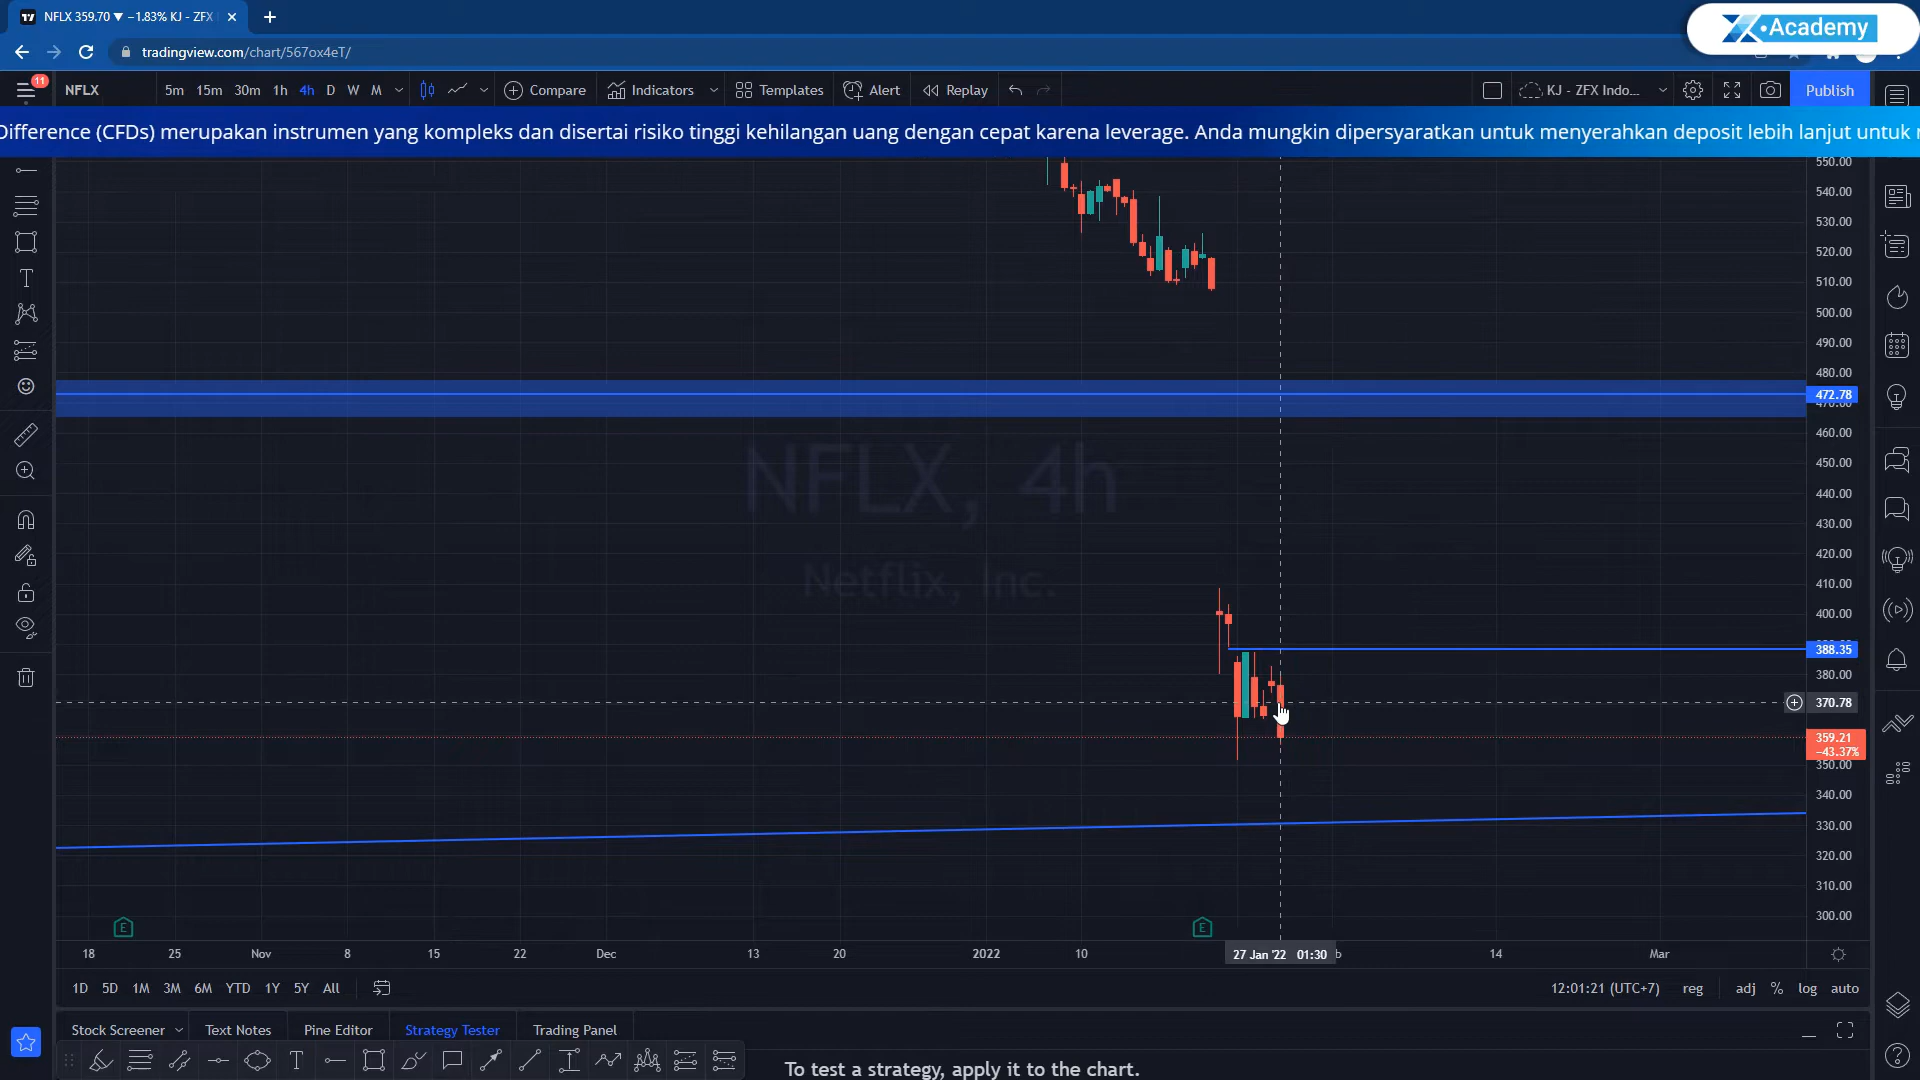 NFLX 359.70 ▼ −1.83% KJ - ZFX
Academy
tradingview.com/chart/567ox4eT/
11
NFLX
5m 15m 30m 1h 4h D W M
Compare
Indicators
Templates
Alert
Replay
KJ - ZFX Indo...
Publish
Difference (CFDs) merupakan instrumen yang kompleks dan disertai risiko tinggi kehilangan uang dengan cepat karena leverage. Anda mungkin dipersyaratkan untuk menyerahkan deposit lebih lanjut untuk
550.00
540.00
530.00
520.00
510.00
500.00
490.00
480.00
472.78
460.00
450.00
440.00
430.00
420.00
410.00
400.00
388.35
380.00
370.78
359.21
−43.37%
350.00
340.00
330.00
320.00
310.00
300.00
NFLX, 4h
Netflix, Inc.
E E
18 25 Nov 8 15 22 Dec 13 20 2022 10 27 Jan '22 01:30 b 14 Mar
1D 5D 1M 3M 6M YTD 1Y 5Y All
12:01:21 (UTC+7) reg adj % log auto
Stock Screener Text Notes Pine Editor Strategy Tester Trading Panel
To test a strategy, apply it to the chart.